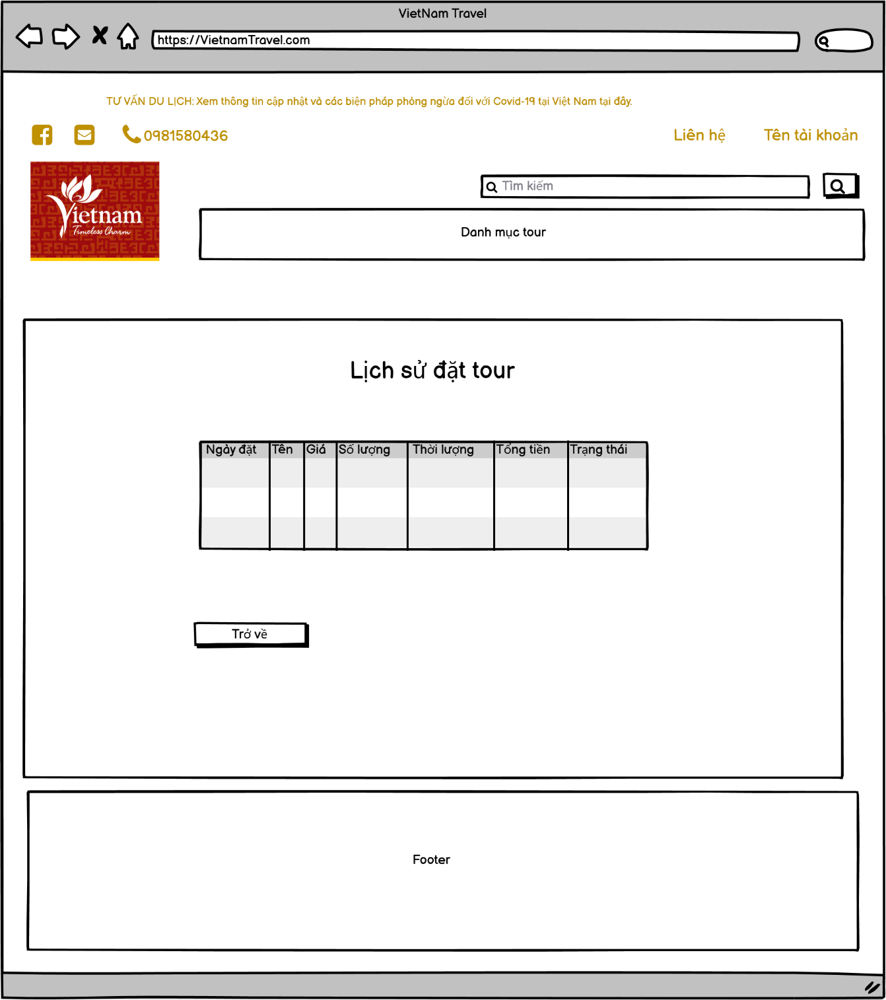 VietNam Travel
https://VietnamTravel.com
TƯ VẤN DU LỊCH: Xem thông tin cập nhật và các biện pháp phòng ngừa đối với Covid-19 tại Việt Nam tại đây.
0981580436
Liên hệ
Tên tài khoản
Vietnam
Timeless Charm
Tìm kiếm
Danh mục tour
Lịch sử đặt tour
Ngày đặt Tên Giá Số lượng Thời lượng Tổng tiền Trạng thái
Trở về
Footer